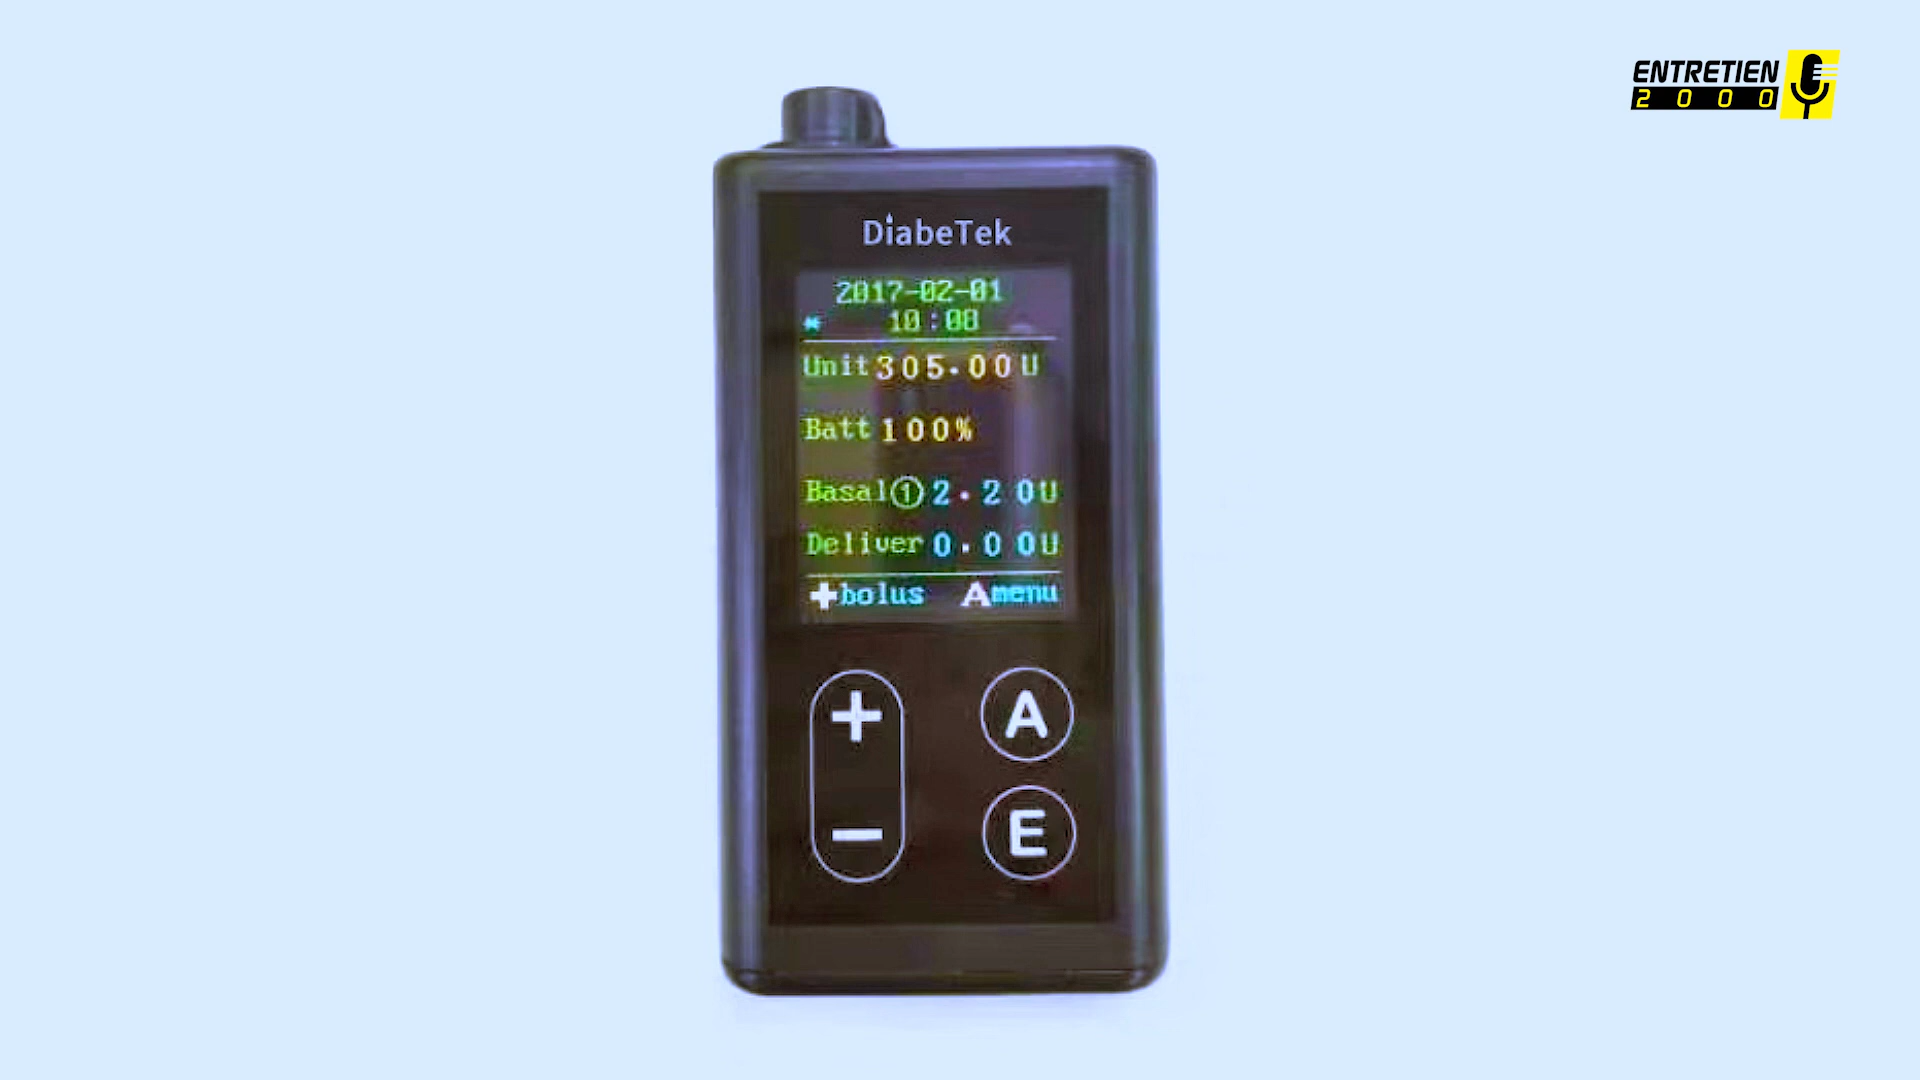 ENTRETIEN
2000
DiabeTek
2017-02-01
10:08
Unit 305.00U
Batt 100%
Basal① 2.20U
Deliver 0.00U
+bolus Amenu
+ A
- E